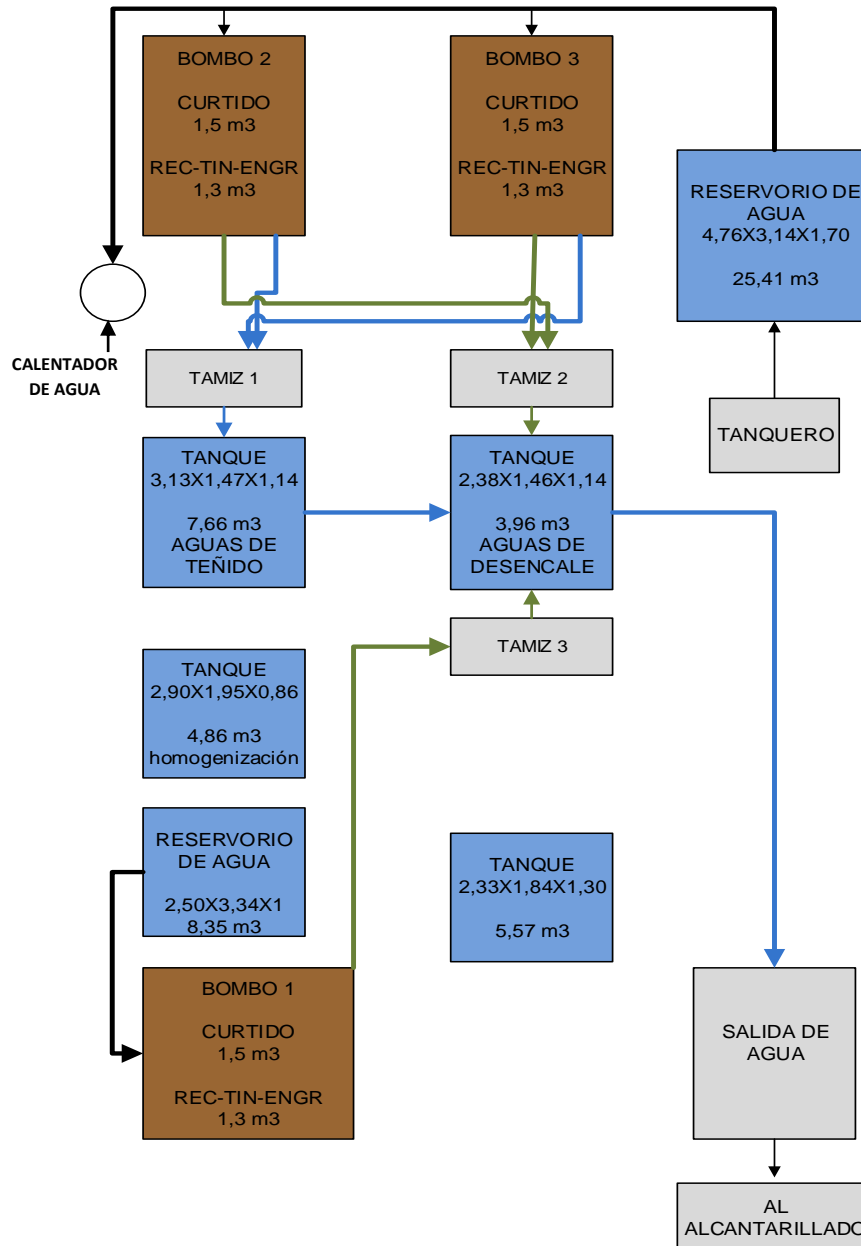 BOMBO 2
CURTIDO
1,5 m3
REC-TIN-ENGR
1,3 m3
BOMBO 3
CURTIDO
1,5 m3
REC-TIN-ENGR
1,3 m3
RESERVORIO DE
AGUA
4,76X3,14X1,70
25,41 m3
CALENTADOR
DE AGUA
TAMIZ 1
TAMIZ 2
TANQUERO
TANQUE
3,13X1,47X1,14
7,66 m3
AGUAS DE
TEÑIDO
TANQUE
2,38X1,46X1,14
3,96 m3
AGUAS DE
DESENCALE
TAMIZ 3
TANQUE
2,90X1,95X0,86
4,86 m3
homogenización
RESERVORIO
DE AGUA
2,50X3,34X1
8,35 m3
TANQUE
2,33X1,84X1,30
5,57 m3
BOMBO 1
CURTIDO
1,5 m3
REC-TIN-ENGR
1,3 m3
SALIDA DE
AGUA
AL
ALCANTARILLADO